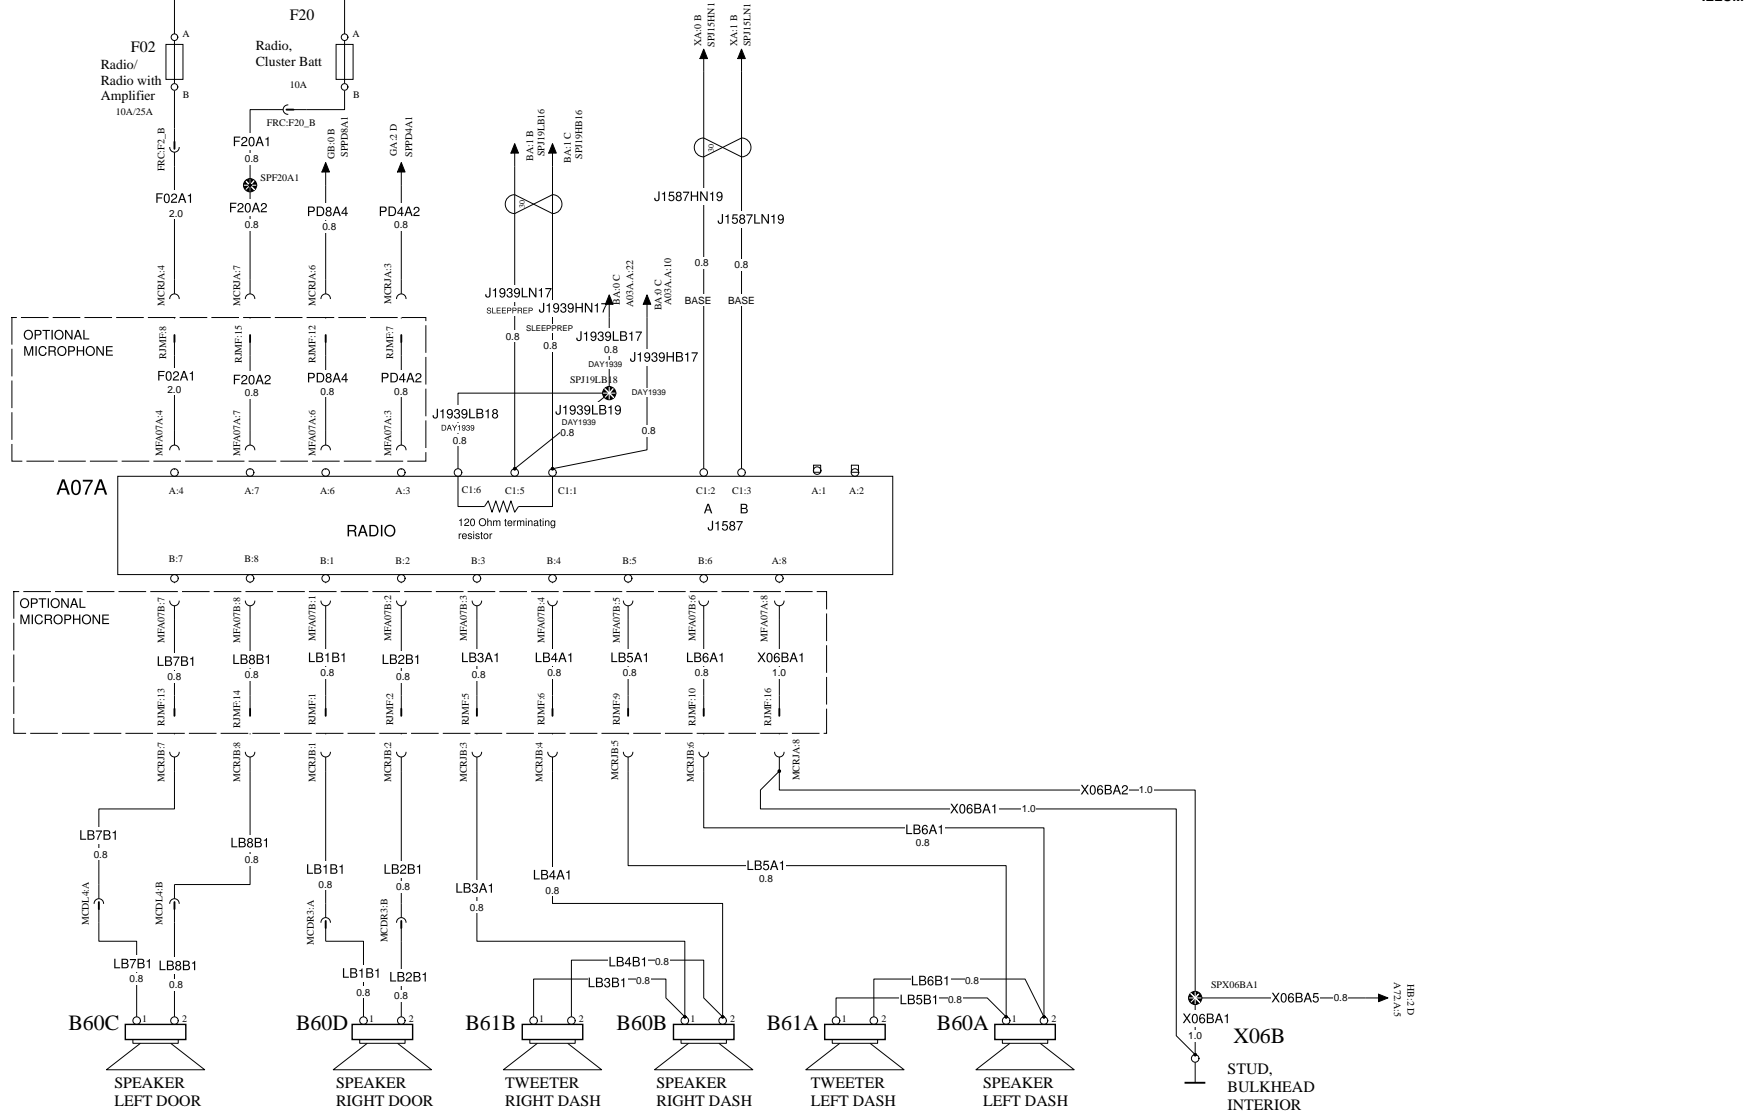 F20
F02
A
A
Radio,
Cluster Batt
10A
Radio/
Radio with
Amplifier
10A/25A
B
B
FRC:F20_B
FRC:F2_B
F20A1
0.8
SPF20A1
F02A1
2.0
F20A2
0.8
GB:0 B
SPPD8A1
PD8A4
0.8
GA:2 D
SPPD4A1
PD4A2
0.8
BA:1 B
SPJ19LB16
BA:1 C
SPJ19HB16
30
XA:0 B
SPJ15HN1
XA:1 B
SPJ15LN1
30
J1587HN19
J1587LN19
0.8
0.8
BASE
BASE
MCRJA:4
MCRJA:7
MCRJA:6
MCRJA:3
J1939LN17
SLEEPPREP
0.8
J1939HN17
SLEEPPREP
0.8
BA:0 C
A03A.A:22
BA:0 C
A03A.A:10
J1939LB17
0.8
DAY1939
SPJ19LB18
J1939HB17
DAY1939
0.8
J1939LB18
DAY1939
0.8
J1939LB19
DAY1939
0.8
OPTIONAL
MICROPHONE
RJMF:8
RJMF:15
RJMF:12
RJMF:7
F02A1
2.0
F20A2
0.8
PD8A4
0.8
PD4A2
0.8
MFA07A:4
MFA07A:7
MFA07A:6
MFA07A:3
A07A
A:4
A:7
A:6
A:3
C1:6
C1:5
C1:1
C1:2
C1:3
A:1
A:2
A
B
J1587
120 Ohm terminating
resistor
RADIO
B:7
B:8
B:1
B:2
B:3
B:4
B:5
B:6
A:8
OPTIONAL
MICROPHONE
MFA07B:7
MFA07B:8
MFA07B:1
MFA07B:2
MFA07B:3
MFA07B:4
MFA07B:5
MFA07B:6
MFA07A:8
LB7B1
0.8
LB8B1
0.8
LB1B1
0.8
LB2B1
0.8
LB3A1
0.8
LB4A1
0.8
LB5A1
0.8
LB6A1
0.8
X06BA1
1.0
RJMF:13
RJMF:14
RJMF:1
RJMF:2
RJMF:5
RJMF:6
RJMF:9
RJMF:10
RJMF:16
MCRJB:7
MCRJB:8
MCRJB:1
MCRJB:2
MCRJB:3
MCRJB:4
MCRJB:5
MCRJB:6
MCRJA:8
X06BA2 1.0
X06BA1 1.0
LB6A1
0.8
LB5A1
0.8
LB7B1
0.8
LB8B1
0.8
LB1B1
0.8
LB2B1
0.8
LB3A1
0.8
LB4A1
0.8
MCDL4:A
MCDL4:B
MCDR3:A
MCDR3:B
LB7B1
0.8
LB8B1
0.8
LB1B1
0.8
LB2B1
0.8
LB4B1 0.8
LB3B1 0.8
LB6B1 0.8
LB5B1 0.8
SPX06BA1
X06BA5 0.8
HB:2 D
A72.A:5
X06BA1
1.0
X06B
STUD,
BULKHEAD
INTERIOR
B60C
1
2
SPEAKER
LEFT DOOR
B60D
1
2
SPEAKER
RIGHT DOOR
B61B
1
2
TWEETER
RIGHT DASH
B60B
1
2
SPEAKER
RIGHT DASH
B61A
1
2
TWEETER
LEFT DASH
B60A
1
2
SPEAKER
LEFT DASH